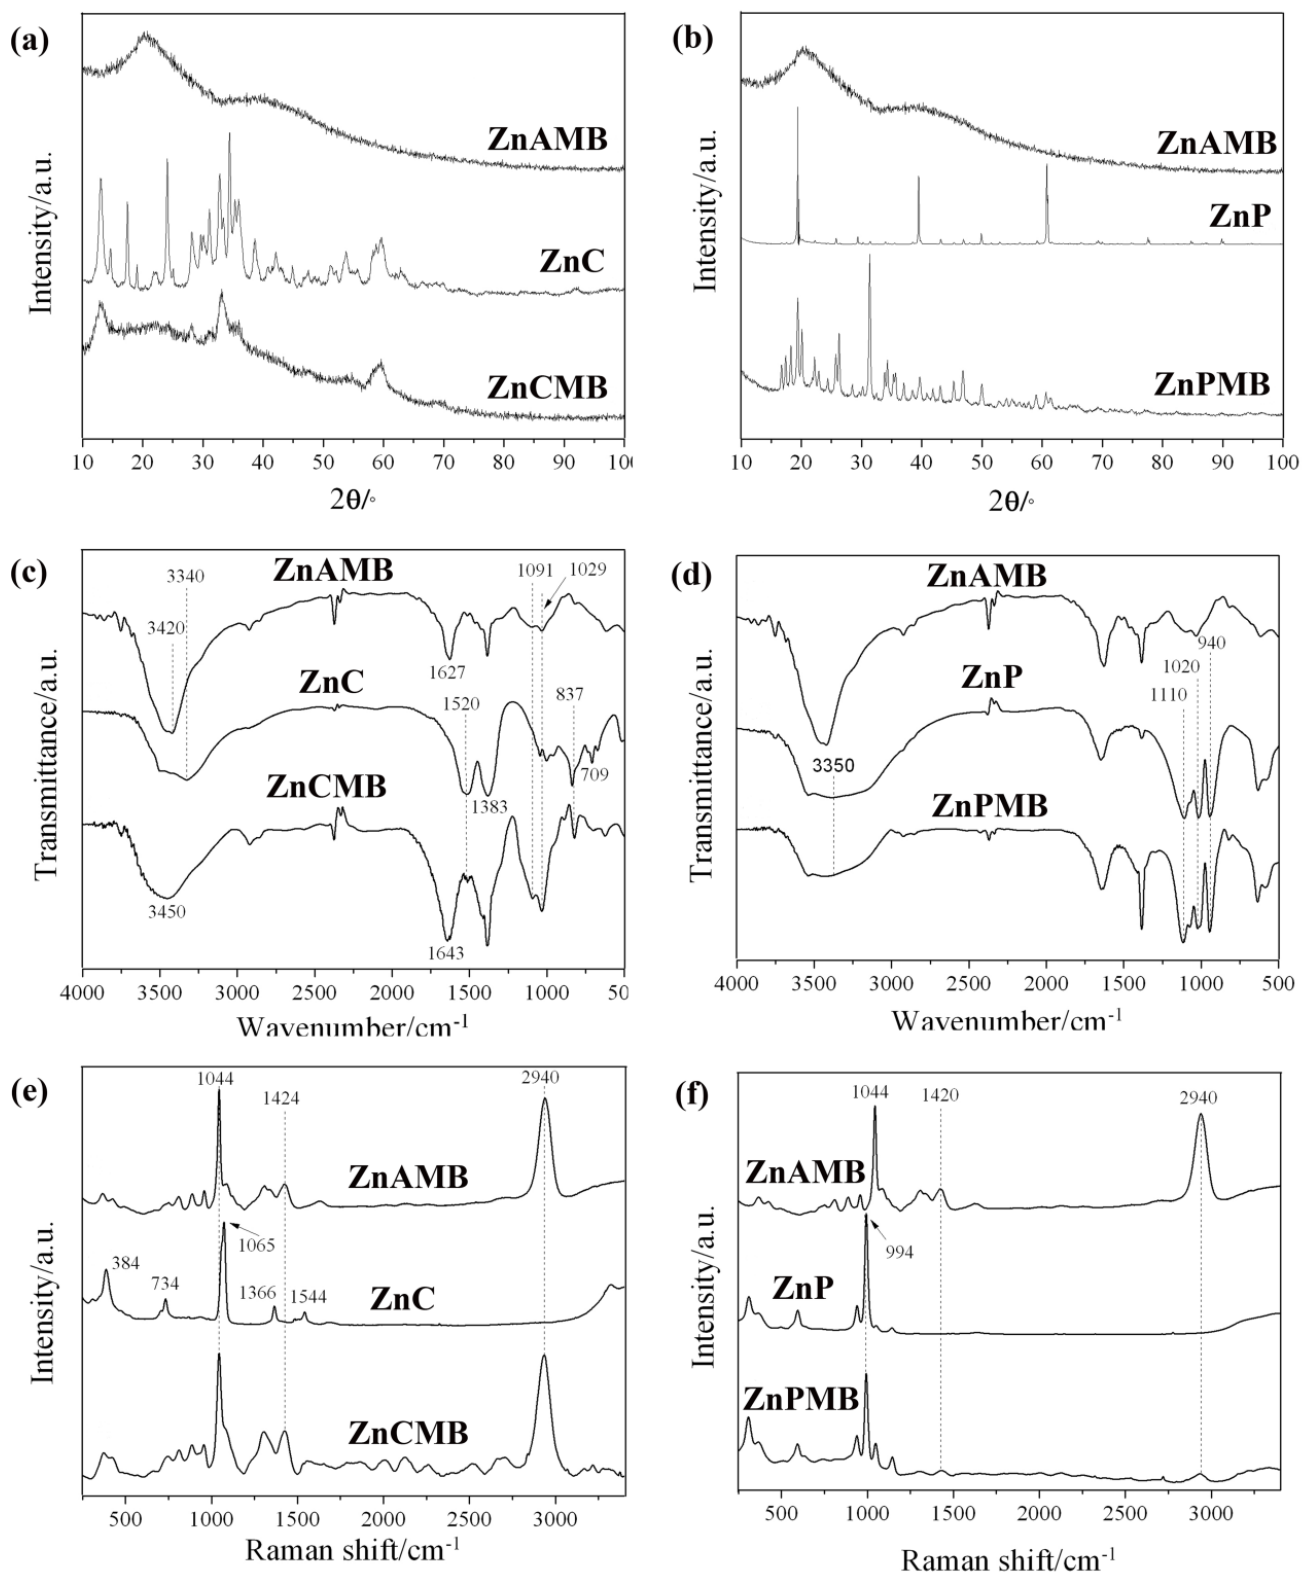 (a)
ZnAMB
ZnC
ZnCMB
Intensity/a.u.
10 20 30 40 50 60 70 80 90
2θ/°
(b)
ZnAMB
ZnP
ZnPMB
Intensity/a.u.
10 20 30 40 50 60 70 80 90 100
2θ/°
(c)
ZnAMB
3340
3420
1091
1029
1627
ZnC
1520
837
709
1383
ZnCMB
3450
1643
Transmittance/a.u.
4000 3500 3000 2500 2000 1500 1000
Wavenumber/cm-1
(d)
ZnAMB
940
1020
1110
ZnP
3350
ZnPMB
Transmittance/a.u.
4000 3500 3000 2500 2000 1500 1000 500
Wavenumber/cm-1
(e)
1044
1424
2940
ZnAMB
1065
384
734
1366
1544
ZnC
ZnCMB
Intensity/a.u.
500 1000 1500 2000 2500 3000
Raman shift/cm-1
(f)
1044
1420
2940
ZnAMB
994
ZnP
ZnPMB
Intensity/a.u.
500 1000 1500 2000 2500 3000
Raman shift/cm-1